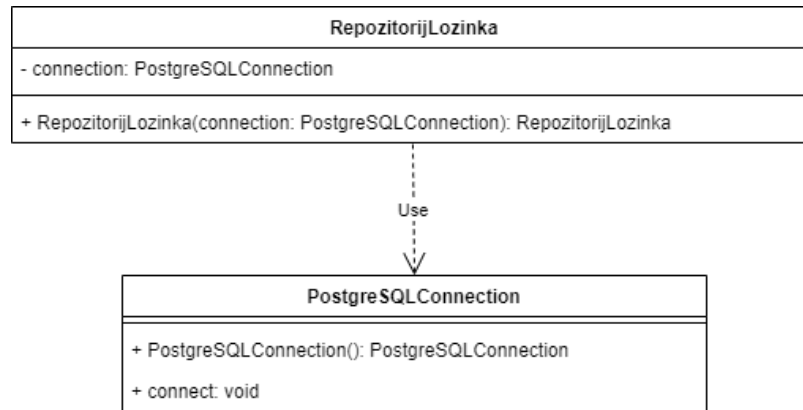 RepozitorijLozinka
- connection: PostgreSQLConnection
+ RepozitorijLozinka(connection: PostgreSQLConnection): RepozitorijLozinka
Use
PostgreSQLConnection
+ PostgreSQLConnection(): PostgreSQLConnection
+ connect: void